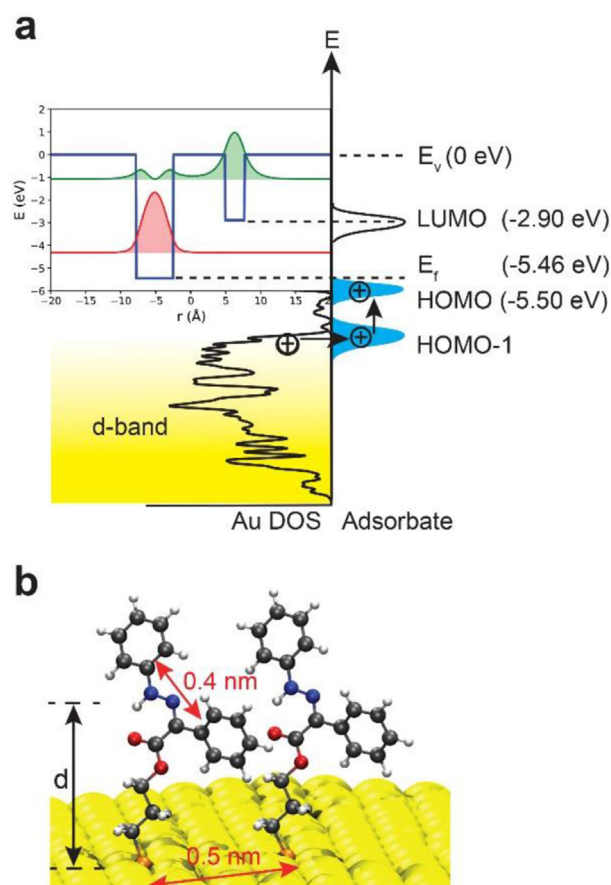 a
E
2
1
0
-1
-2
-3
-4
-5
-6
E (eV)
-20 -15 -10 -5 0 5 10 15 2
r (Å)
E_v (0 eV)
LUMO (-2.90 eV)
E_f (-5.46 eV)
HOMO (-5.50 eV)
HOMO-1
d-band
Au DOS Adsorbate
b
0.4 nm
d
0.5 nm